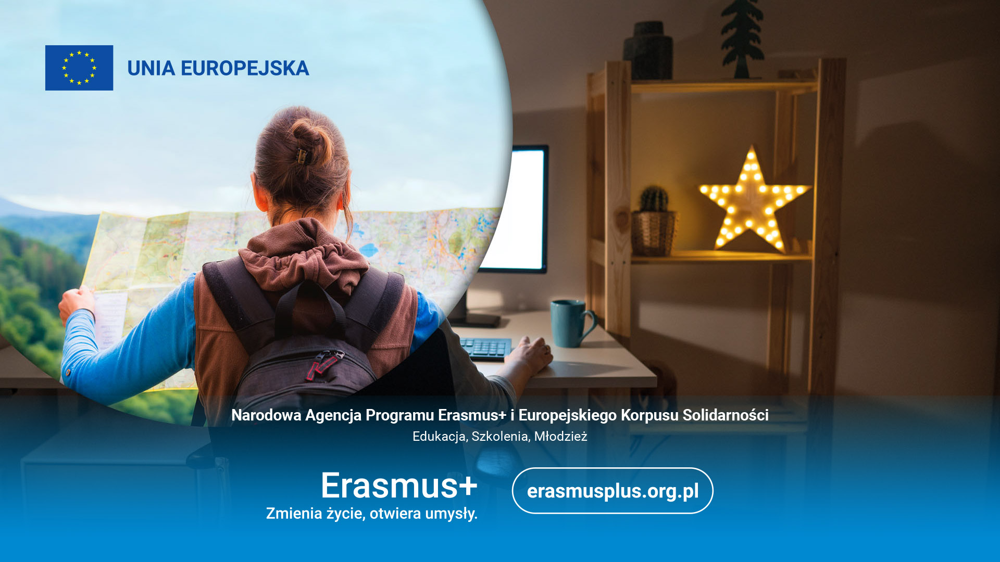 UNIA EUROPEJSKA
Narodowa Agencja Programu Erasmus+ i Europejskiego Korpusu Solidarności
Edukacja, Szkolenia, Młodzież
Erasmus+
Zmienia życie, otwiera umysły.
erasmusplus.org.pl